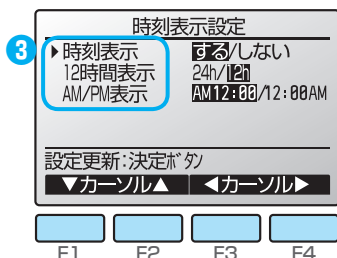 時刻表示設定
3 ▶時刻表示 する/しない
12時間表示 24h/12h
AM/PM表示 AM12:00/12:00AM
設定更新:決定ﾎﾞﾀﾝ
▼カーソル▲ ◀カーソル▶
F1 F2 F3 F4